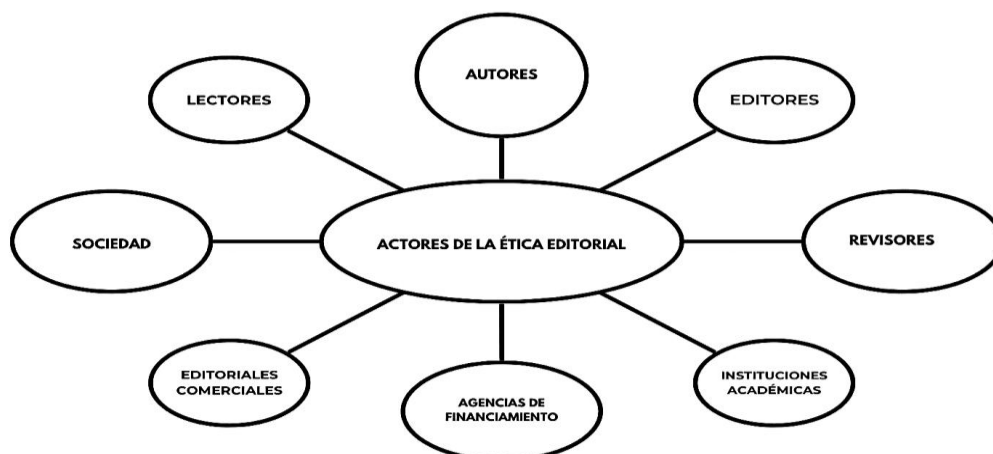 AUTORES
LECTORES
EDITORES
SOCIEDAD
ACTORES DE LA ÉTICA EDITORIAL
REVISORES
EDITORIALES
COMERCIALES
AGENCIAS DE
FINANCIAMIENTO
INSTITUCIONES
ACADÉMICAS